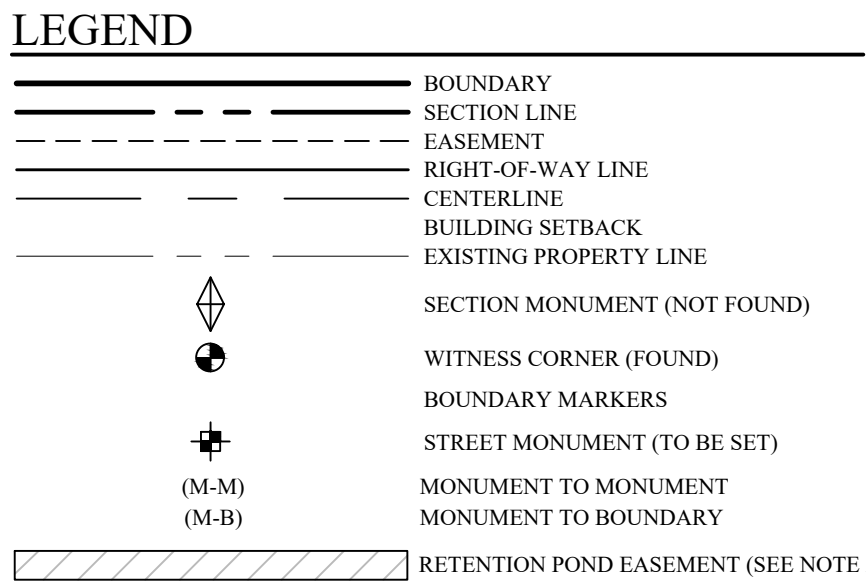 LEGEND
BOUNDARY
SECTION LINE
EASEMENT
RIGHT-OF-WAY LINE
CENTERLINE
BUILDING SETBACK
EXISTING PROPERTY LINE
SECTION MONUMENT (NOT FOUND)
WITNESS CORNER (FOUND)
BOUNDARY MARKERS
STREET MONUMENT (TO BE SET)
(M-M) MONUMENT TO MONUMENT
(M-B) MONUMENT TO BOUNDARY
RETENTION POND EASEMENT (SEE NOTE